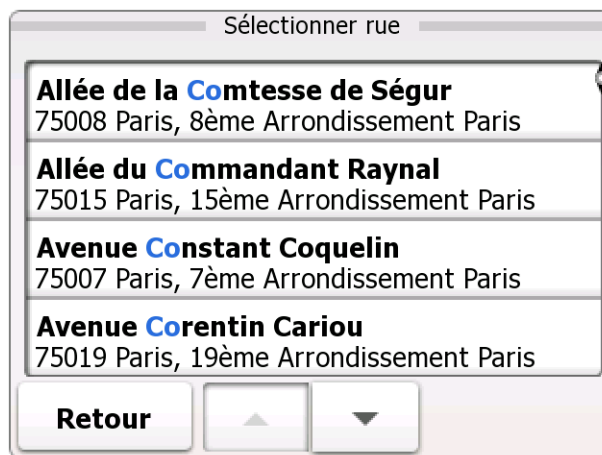 Sélectionner rue
Allée de la Comtesse de Ségur
75008 Paris, 8ème Arrondissement Paris
Allée du Commandant Raynal
75015 Paris, 15ème Arrondissement Paris
Avenue Constant Coquelin
75007 Paris, 7ème Arrondissement Paris
Avenue Corentin Cariou
75019 Paris, 19ème Arrondissement Paris
Retour